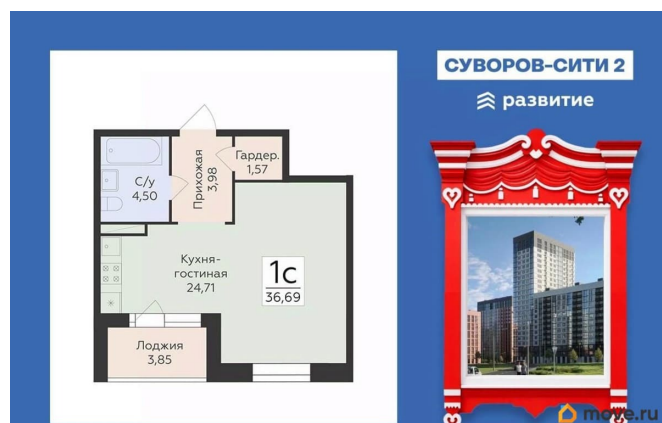 СУВОРОВ-СИТИ 2
развитие
Гардер.
1,57
Прихожая
3,98
С/у
4,50
Кухня-
гостиная
24,71
1с
36,69
Лоджия
3,85
move.ru